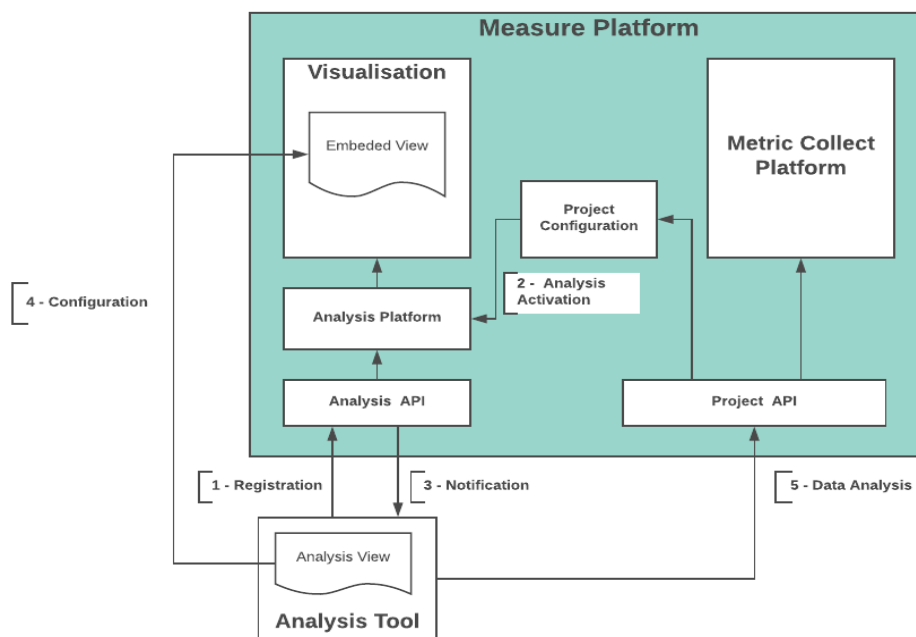 Measure Platform
Visualisation
Embeded View
Metric Collect
Platform
Project
Configuration
2 - Analysis
Activation
4 - Configuration
Analysis Platform
Analysis API
Project API
1 - Registration
3 - Notification
5 - Data Analysis
Analysis View
Analysis Tool